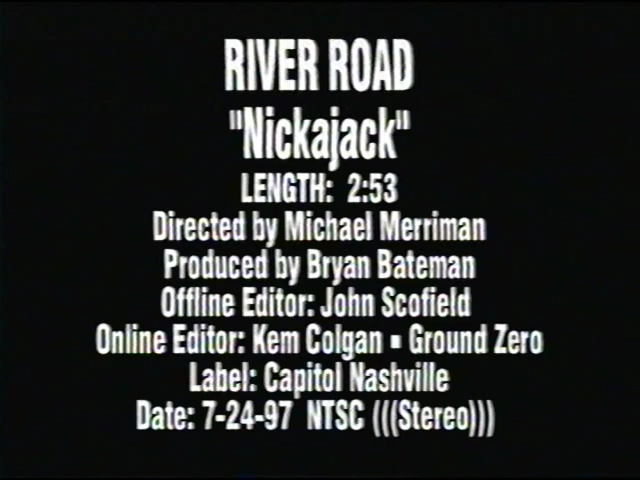 RIVER ROAD
"Nickajack"
LENGTH: 2:53
Directed by Michael Merriman
Produced by Bryan Bateman
Offline Editor: John Scofield
Online Editor: Kem Colgan ▪ Ground Zero
Label: Capitol Nashville
Date: 7-24-97 NTSC (((Stereo)))